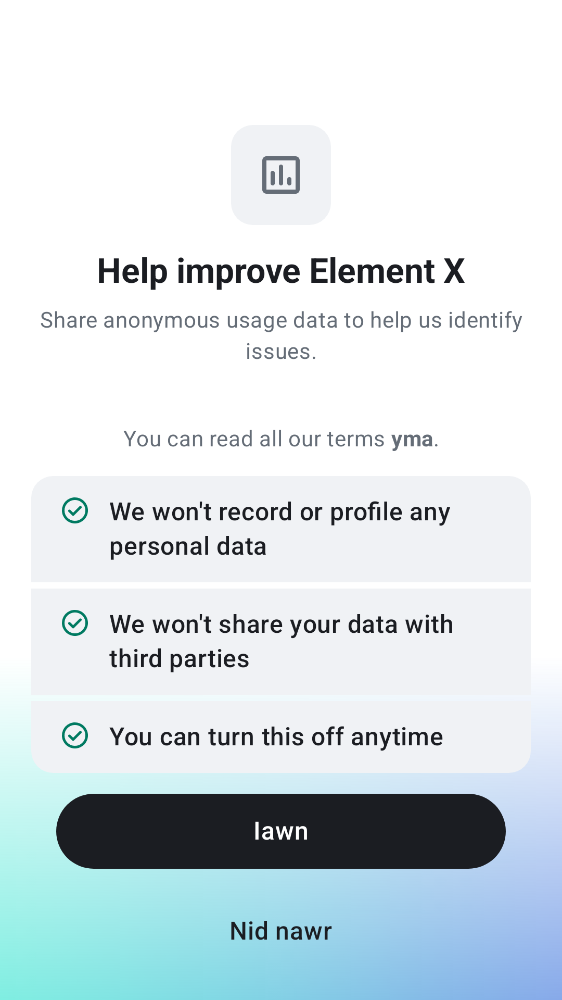 Help improve Element X
Share anonymous usage data to help us identify
issues.
You can read all our terms yma.
We won't record or profile any
personal data
We won't share your data with
third parties
You can turn this off anytime
Iawn
Nid nawr